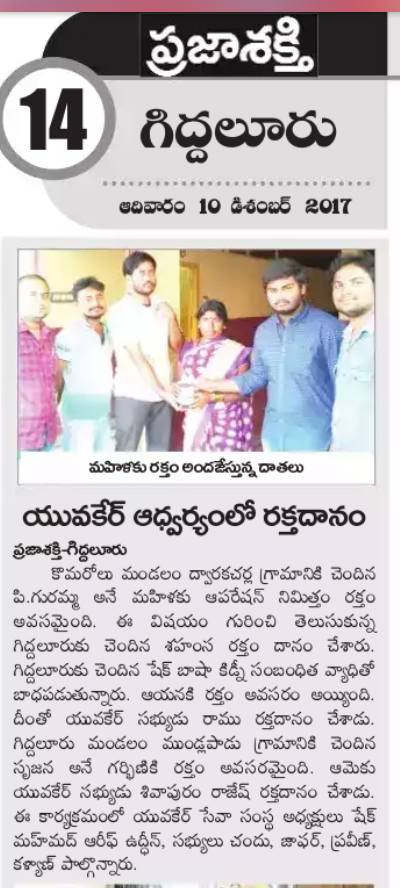 ప్రజాశక్తి
14
గిద్దలూరు
ఆదివారం 10 డిశంబర్ 2017
మహిళకు రక్తం అందజేస్తున్న దాతలు
యువకేర్ ఆధ్వర్యంలో రక్తదానం
ప్రజాశక్తి-గిద్దలూరు
కొమరోలు మండలం ద్వారకచర్ల గ్రామానికి చెందిన
పి.గురమ్మ అనే మహిళకు ఆపరేషన్ నిమిత్తం రక్తం
అవసమైంది. ఈ విషయం గురించి తెలుసుకున్న
గిద్దలూరుకు చెందిన శహంస రక్తం దానం చేశారు.
గిద్దలూరుకు చెందిన షేక్ బాషా కిడ్నీ సంబంధిత వ్యాధితో
బాధపడుతున్నారు. ఆయనకి రక్తం అవసరం అయ్యింది.
దీంతో యువకేర్ సభ్యుడు రాము రక్తదానం చేశాడు.
గిద్దలూరు మండలం ముండ్లపాడు గ్రామానికి చెందిన
సృజన అనే గర్భిణికి రక్తం అవసరమైంది. ఆమెకు
యువకేర్ నభ్యుడు శివాపురం రాజేష్ రక్తదానం చేశాడు.
ఈ కార్యక్రమంలో యువకేర్ సేవా సంస్థ అధ్యక్షులు షేక్
మహ్మద్ ఆరీఫ్ ఉద్ధీన్, సభ్యులు చందు, జాఫర్, ప్రవీణ్,
కళ్యాణ్ పాల్గొన్నారు.